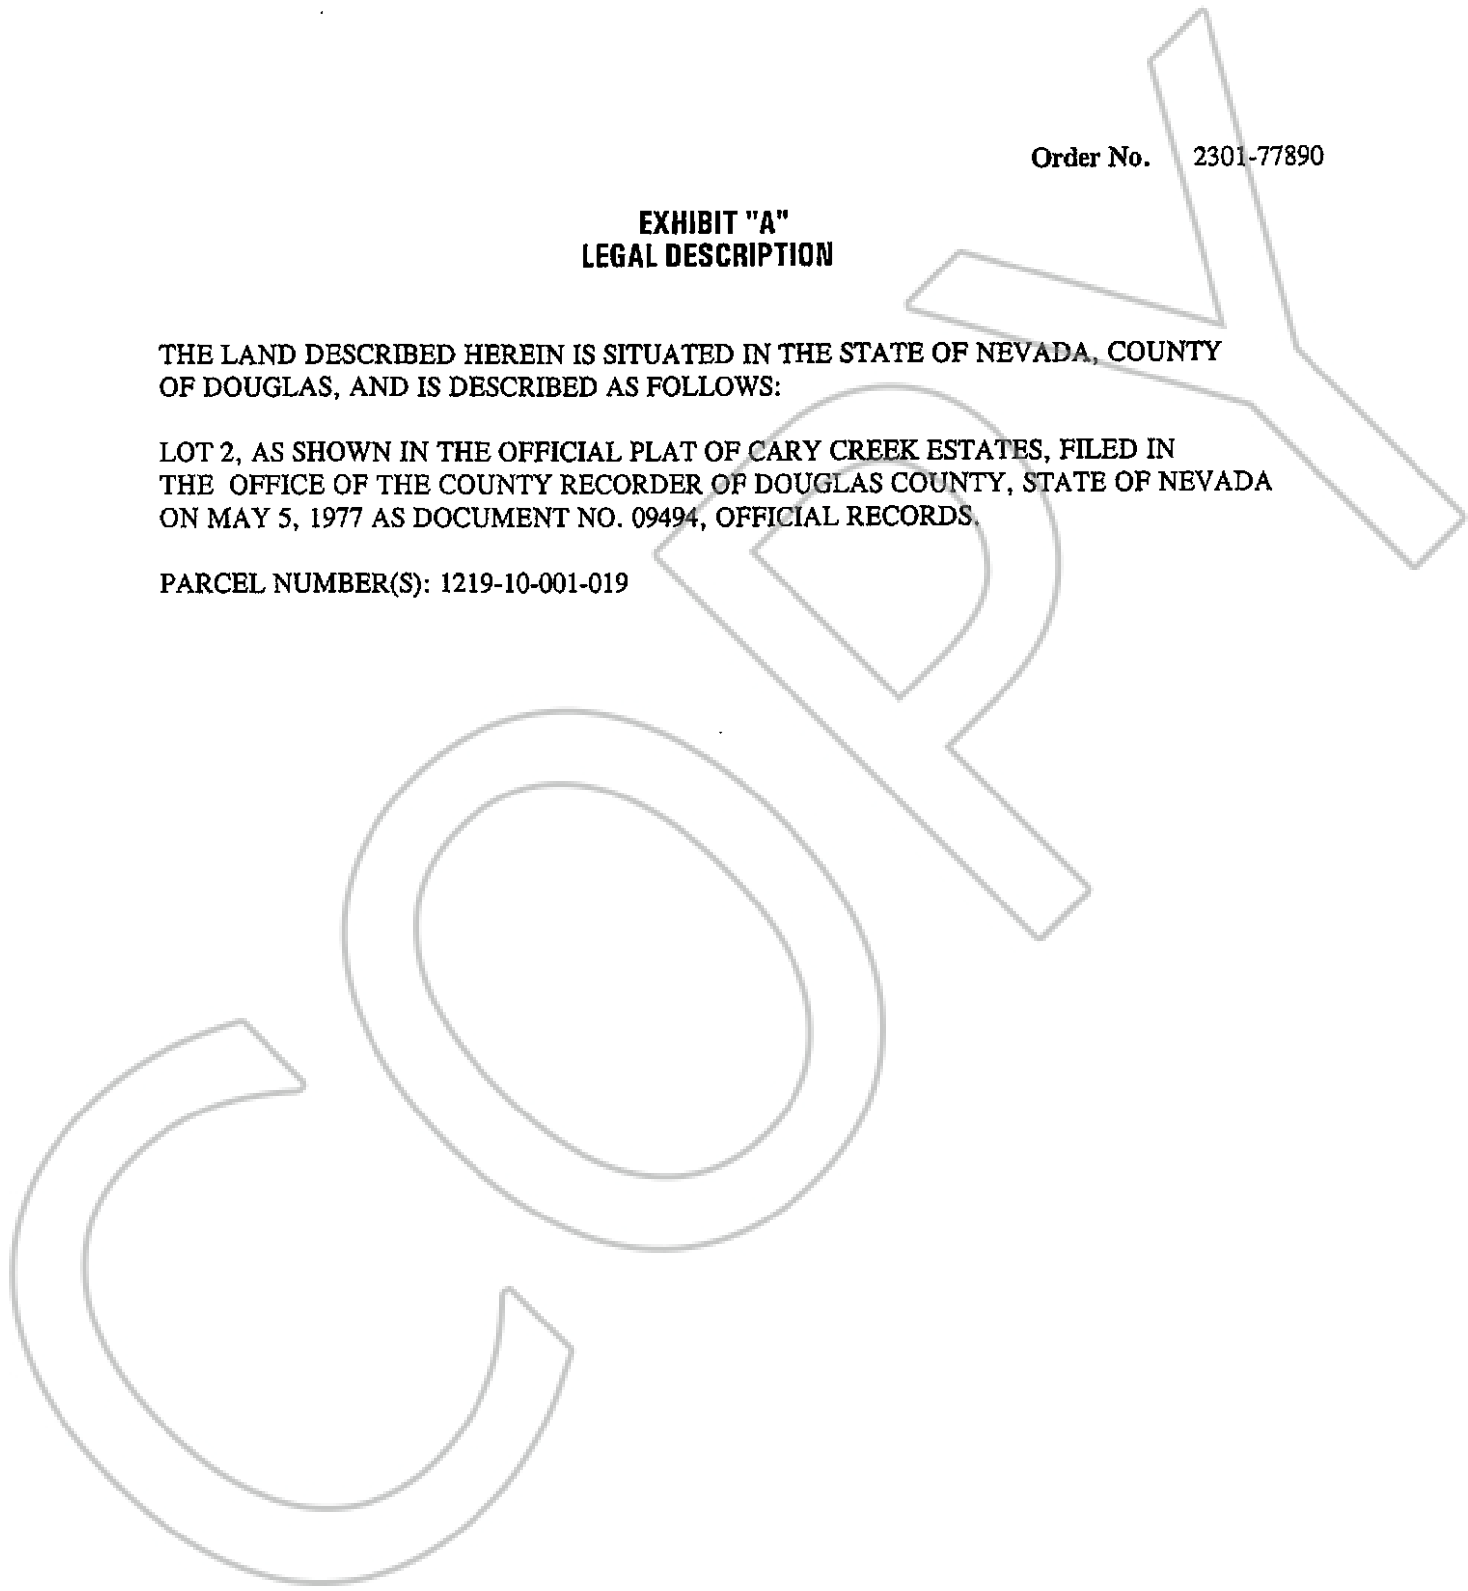 Order No. 2301-77890
EXHIBIT "A"
LEGAL DESCRIPTION
THE LAND DESCRIBED HEREIN IS SITUATED IN THE STATE OF NEVADA, COUNTY
OF DOUGLAS, AND IS DESCRIBED AS FOLLOWS:
LOT 2, AS SHOWN IN THE OFFICIAL PLAT OF CARY CREEK ESTATES, FILED IN
THE OFFICE OF THE COUNTY RECORDER OF DOUGLAS COUNTY, STATE OF NEVADA
ON MAY 5, 1977 AS DOCUMENT NO. 09494, OFFICIAL RECORDS.
PARCEL NUMBER(S): 1219-10-001-019
COPY